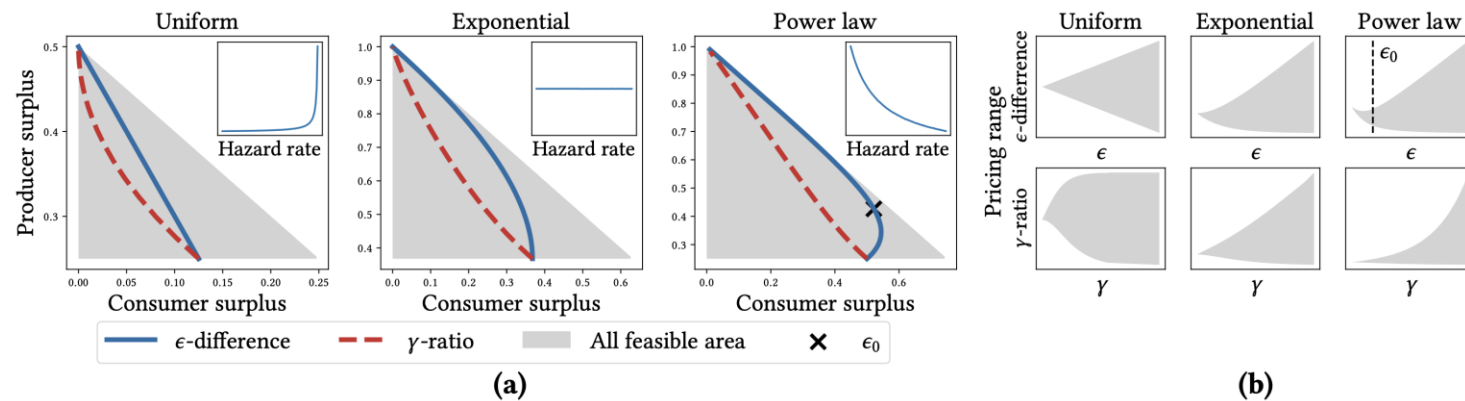 Uniform
Exponential
Power law
Producer surplus
0.5
0.4
0.3
0.00 0.05 0.10 0.15 0.20 0.25
Consumer surplus
Hazard rate
1.0
0.9
0.8
0.7
0.6
0.5
0.4
0.0 0.1 0.2 0.3 0.4 0.5 0.6
Consumer surplus
Hazard rate
1.0
0.9
0.8
0.7
0.6
0.5
0.4
0.3
0.0 0.2 0.4 0.6
Consumer surplus
Hazard rate
ϵ-difference
γ-ratio
All feasible area
ϵ₀
(a)
Uniform
Exponential
Power law
Pricing range
ϵ-difference
ϵ₀
ϵ
ϵ
ϵ
γ-ratio
γ
γ
γ
(b)